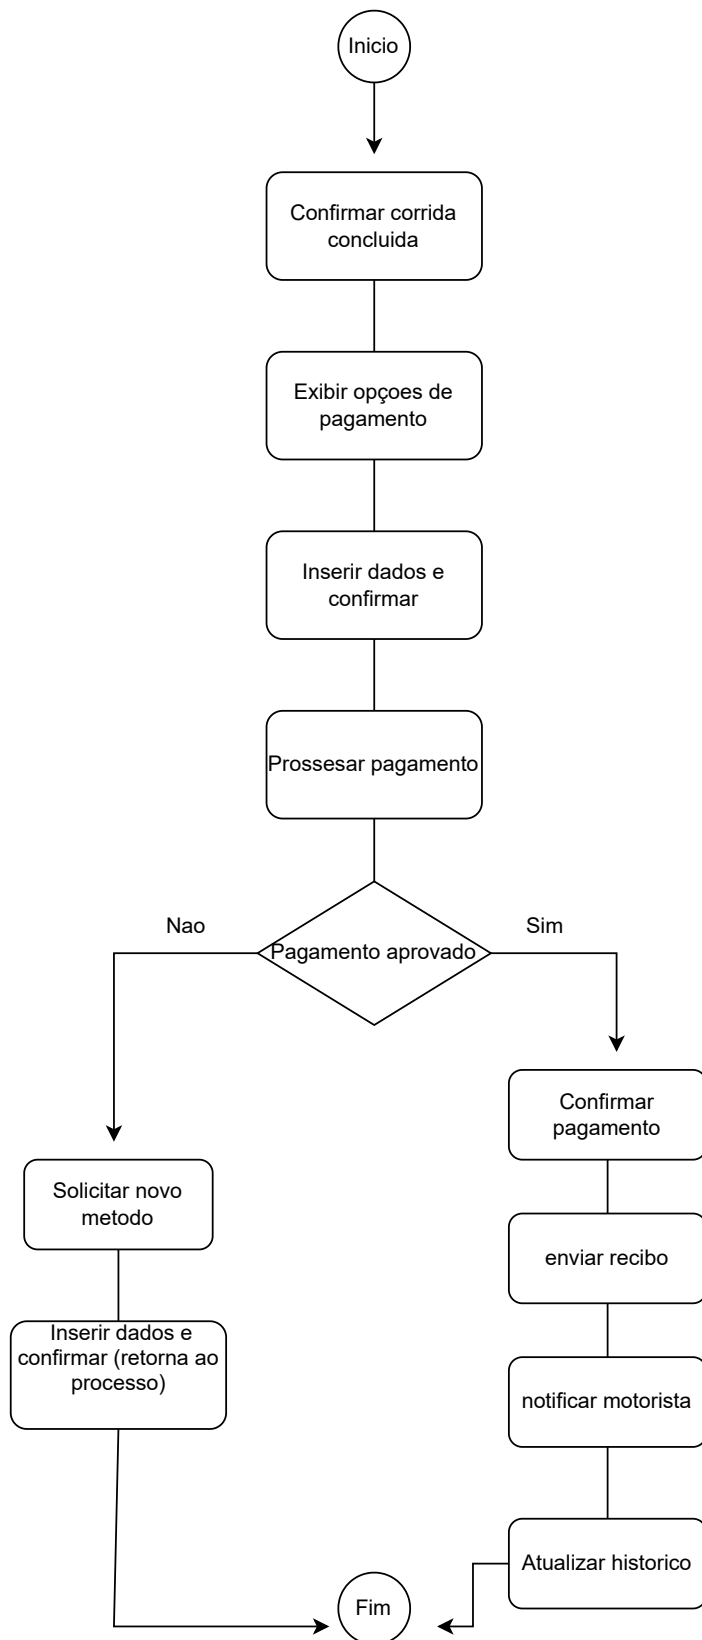 Inicio
Confirmar corrida
concluida
Exibir opçoes de
pagamento
Inserir dados e
confirmar
Prossesar pagamento
Nao
Sim
Pagamento aprovado
Confirmar
pagamento
Solicitar novo
metodo
enviar recibo
Inserir dados e
confirmar (retorna ao
processo)
notificar motorista
Atualizar historico
Fim